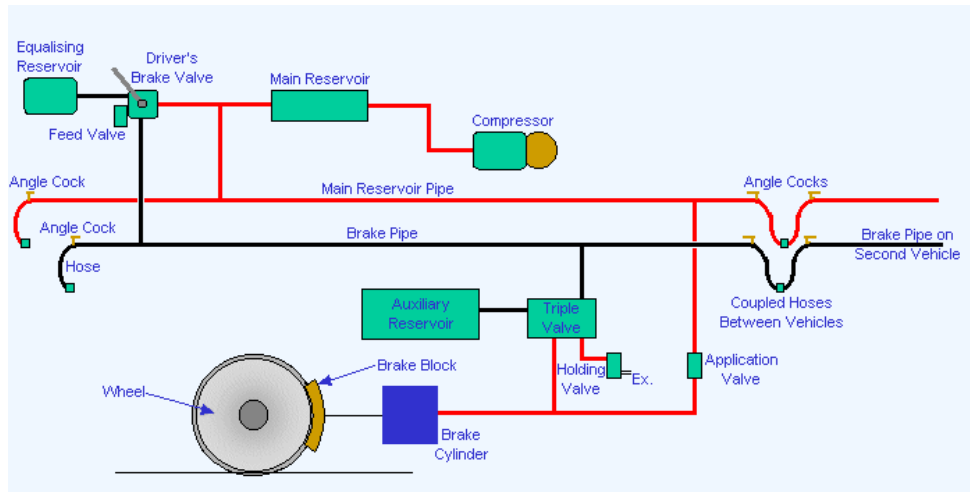 Equalising
Reservoir
Driver's
Brake Valve
Main Reservoir
Feed Valve
Compressor
Angle Cock
Main Reservoir Pipe
Angle Cocks
Angle Cock
Brake Pipe
Brake Pipe on
Second Vehicle
Hose
Auxiliary
Reservoir
Triple
Valve
Coupled Hoses
Between Vehicles
Brake Block
Holding
Valve
Ex.
Application
Valve
Wheel
Brake
Cylinder